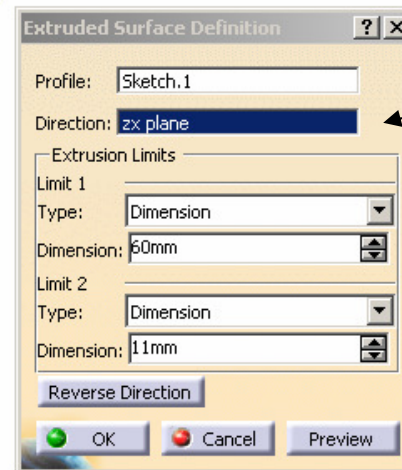 Extruded Surface Definition ? X
Profile: Sketch.1
Direction: zx plane
Extrusion Limits
Limit 1
Type: Dimension
Dimension: 60mm
Limit 2
Type: Dimension
Dimension: 11mm
Reverse Direction
OK Cancel Preview